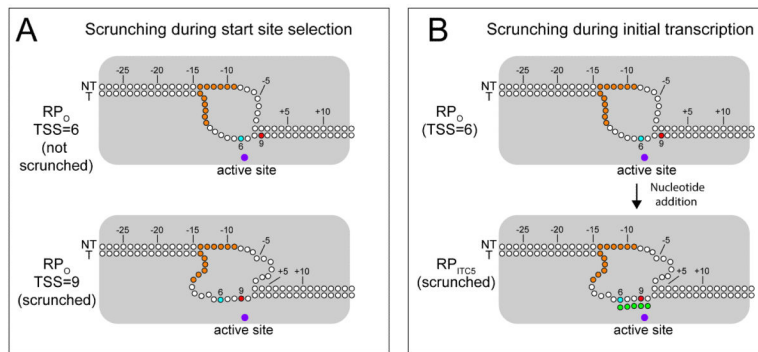 A
Scrunching during start site selection
-25 -20 -15 -10
-5
NT
T
+5 +10
RPO
TSS=6
(not
scrunched)
6
9
active site
-25 -20 -15 -10
-5
NT
T
+5 +10
RPO
TSS=9
(scrunched)
6 9
active site
B
Scrunching during initial transcription
-25 -20 -15 -10
-5
NT
T
+5 +10
RPO
(TSS=6)
6
9
active site
Nucleotide
addition
-25 -20 -15 -10
-5
NT
T
+5 +10
RPITC5
(scrunched)
6 9
active site